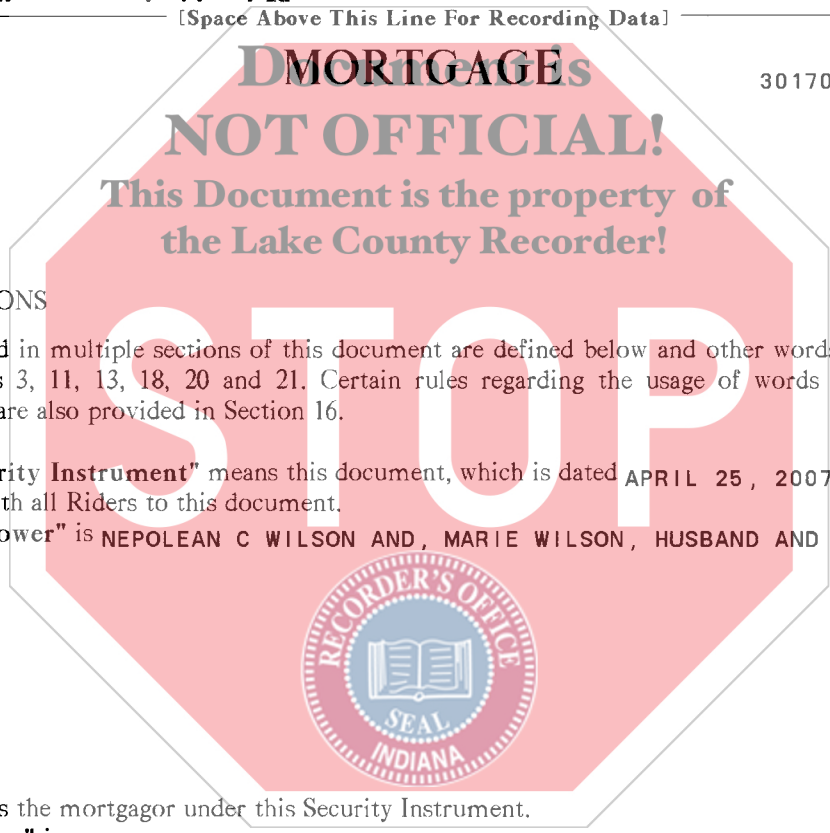 [Space Above This Line For Recording Data]
Document is
MORTGAGE
30170
NOT OFFICIAL!
This Document is the property of
the Lake County Recorder!
ONS
d in multiple sections of this document are defined below and other words
s 3, 11, 13, 18, 20 and 21. Certain rules regarding the usage of words
are also provided in Section 16.
rity Instrument" means this document, which is dated APRIL 25, 2007
th all Riders to this document.
ower" is NEPOLEAN C WILSON AND, MARIE WILSON, HUSBAND AND
STOP
RECORDER'S OFFICE
SEAL
INDIANA
s the mortgagor under this Security Instrument.